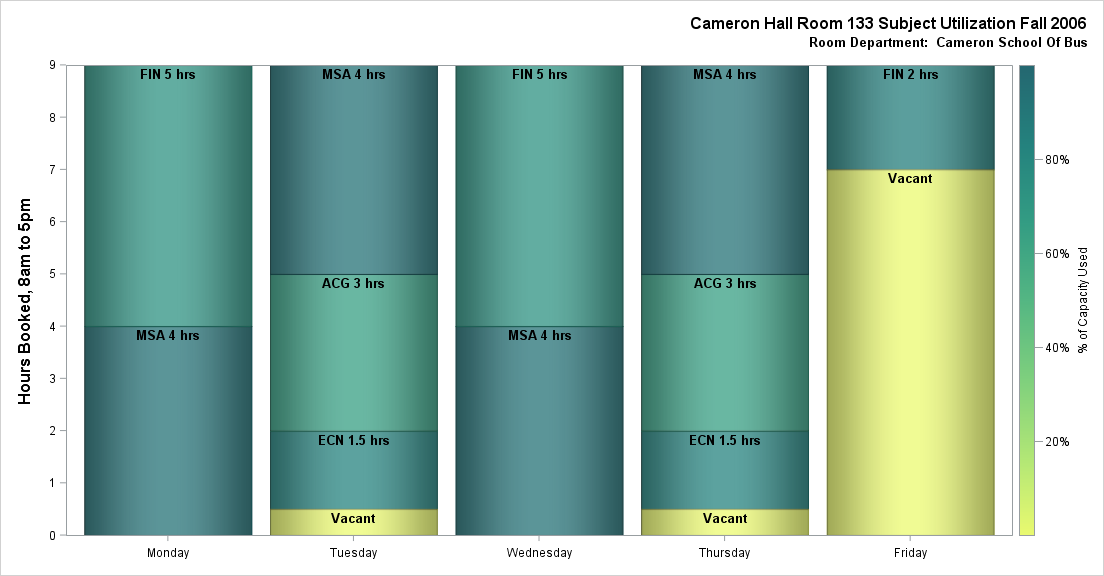 Cameron Hall Room 133 Subject Utilization Fall 2006
Room Department:  Cameron School Of Bus
Hours Booked, 8am to 5pm
9
8
7
6
5
4
3
2
1
0
FIN 5 hrs
MSA 4 hrs
MSA 4 hrs
ACG 3 hrs
ECN 1.5 hrs
Vacant
FIN 5 hrs
MSA 4 hrs
MSA 4 hrs
ACG 3 hrs
ECN 1.5 hrs
Vacant
FIN 2 hrs
Vacant
Monday
Tuesday
Wednesday
Thursday
Friday
80%
60%
40%
20%
% of Capacity Used